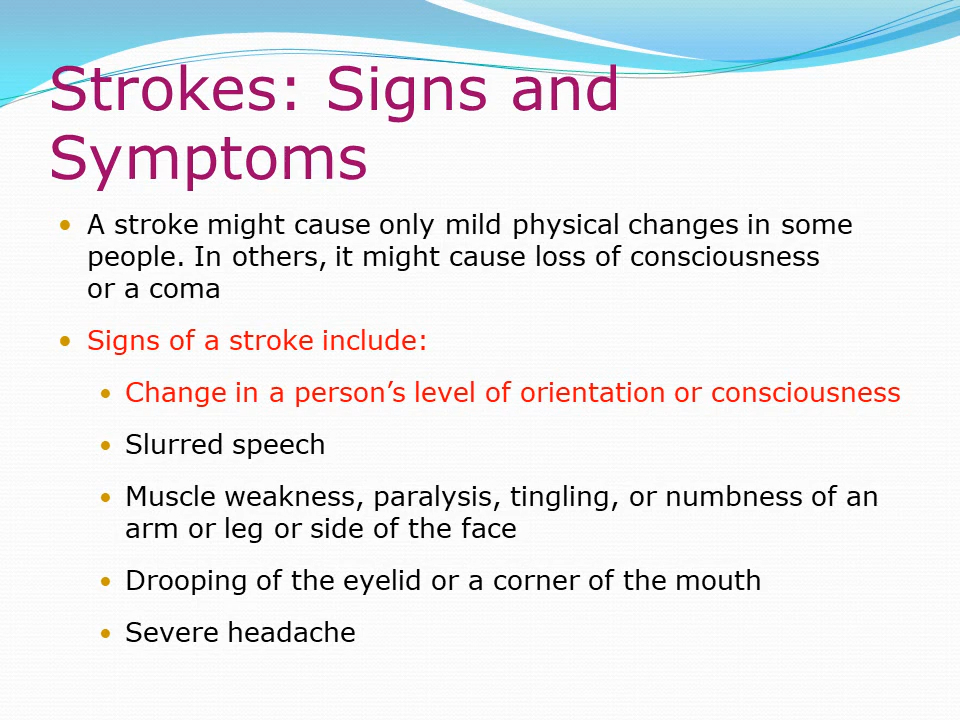 Strokes: Signs and
Symptoms
• A stroke might cause only mild physical changes in some
people. In others, it might cause loss of consciousness
or a coma
• Signs of a stroke include:
• Change in a person’s level of orientation or consciousness
• Slurred speech
• Muscle weakness, paralysis, tingling, or numbness of an
arm or leg or side of the face
• Drooping of the eyelid or a corner of the mouth
• Severe headache